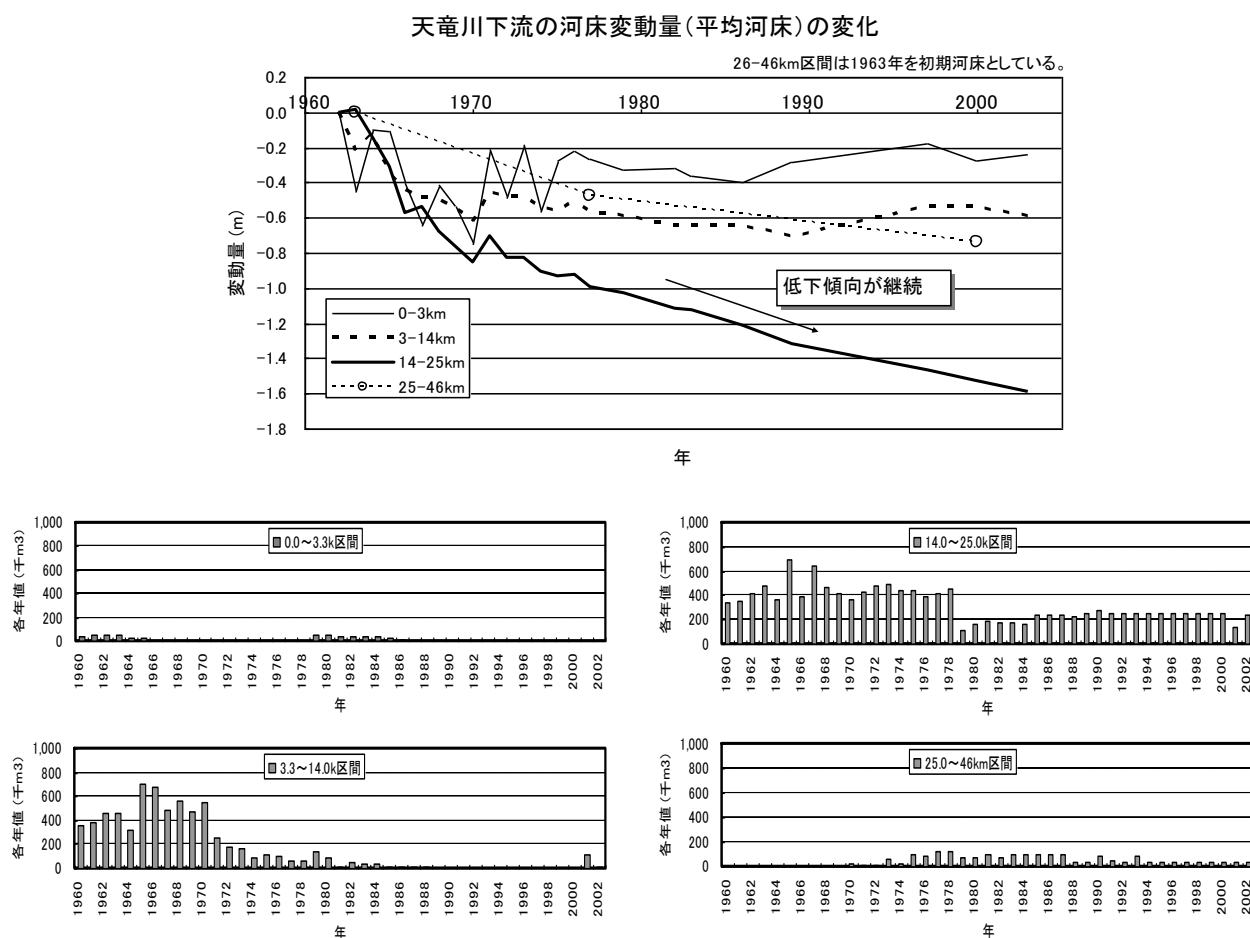 天竜川下流の河床変動量(平均河床)の変化
26-46km区間は1963年を初期河床としている。
0.2
0.0
-0.2
-0.4
-0.6
-0.8
-1.0
-1.2
-1.4
-1.6
-1.8
1960 1970 1980 1990 2000
変動量(m)
年
低下傾向が継続
0-3km
3-14km
14-25km
25-46km
各年値(千m3)
1,000
800
600
400
200
0
0.0~3.3k区間
1960 1962 1964 1966 1968 1970 1972 1974 1976 1978 1980 1982 1984 1986 1988 1990 1992 1994 1996 1998 2000 2002
年
各年値(千m3)
1,000
800
600
400
200
0
14.0~25.0k区間
1960 1962 1964 1966 1968 1970 1972 1974 1976 1978 1980 1982 1984 1986 1988 1990 1992 1994 1996 1998 2000 2002
年
各年値(千m3)
1,000
800
600
400
200
0
3.3~14.0k区間
1960 1962 1964 1966 1968 1970 1972 1974 1976 1978 1980 1982 1984 1986 1988 1990 1992 1994 1996 1998 2000 2002
年
各年値(千m3)
1,000
800
600
400
200
0
25.0~46km区間
1960 1962 1964 1966 1968 1970 1972 1974 1976 1978 1980 1982 1984 1986 1988 1990 1992 1994 1996 1998 2000 2002
年